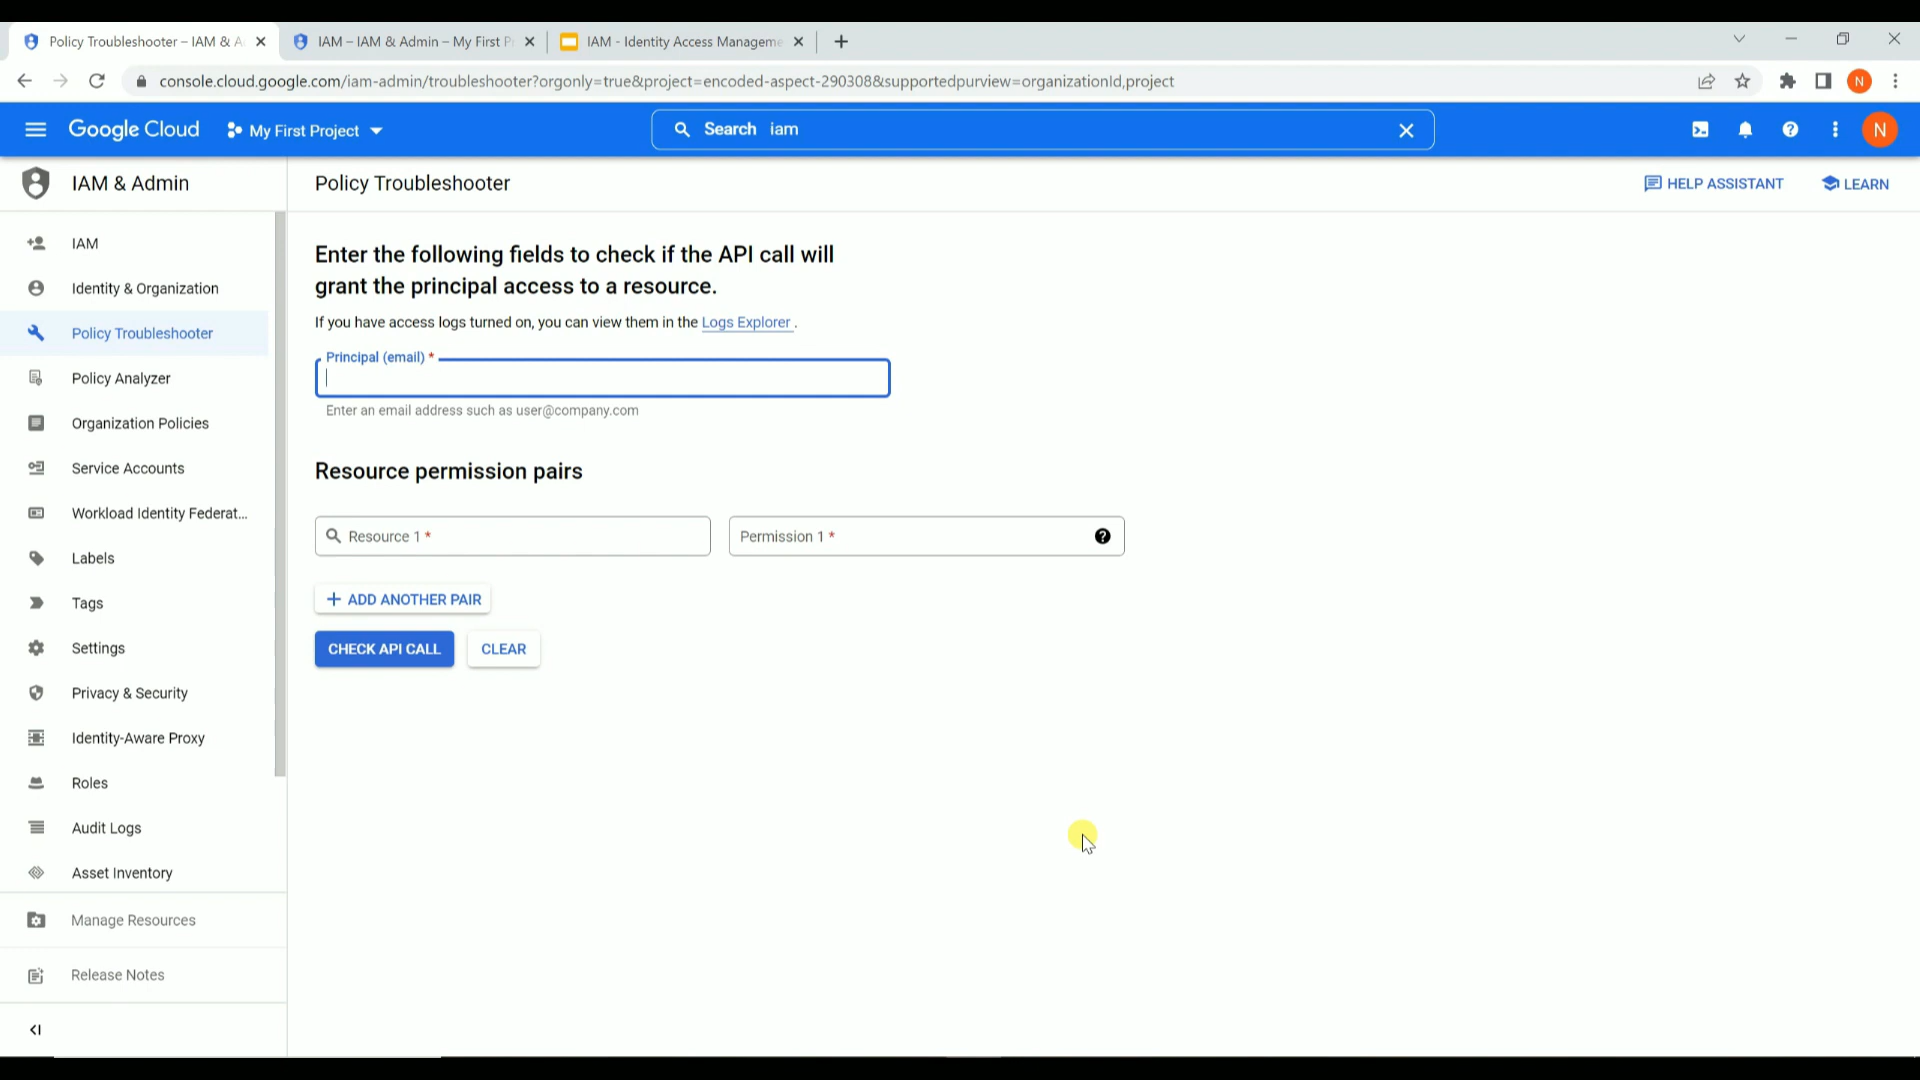 Policy Troubleshooter – IAM & A
IAM – IAM & Admin – My First P
IAM - Identity Access Manageme
console.cloud.google.com/iam-admin/troubleshooter?orgonly=true&project=encoded-aspect-290308&supportedpurview=organizationId,project
N
Google Cloud
My First Project
Search iam
N
IAM & Admin
Policy Troubleshooter
HELP ASSISTANT
LEARN
IAM
Identity & Organization
Policy Troubleshooter
Policy Analyzer
Organization Policies
Service Accounts
Workload Identity Federat...
Labels
Tags
Settings
Privacy & Security
Identity-Aware Proxy
Roles
Audit Logs
Asset Inventory
Manage Resources
Release Notes
Enter the following fields to check if the API call will
grant the principal access to a resource.
If you have access logs turned on, you can view them in the Logs Explorer .
Principal (email) *
Enter an email address such as user@company.com
Resource permission pairs
Resource 1 *
Permission 1 *
+ ADD ANOTHER PAIR
CHECK API CALL
CLEAR